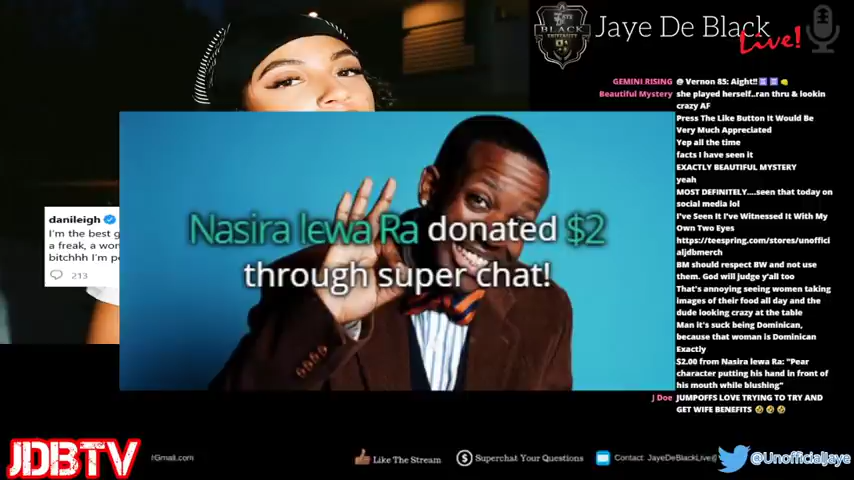 BLACK
Jaye De Black
Live!
GEMINI RISING @ Vernon 85: Aight!!
Beautiful Mystery she played herself..ran thru & lookin
crazy AF
Press The Like Button It Would Be
Very Much Appreciated
Yep all the time
facts I have seen it
EXACTLY BEAUTIFUL MYSTERY
yeah
MOST DEFINITELY....seen that today on
social media lol
I've Seen It I've Witnessed It With My
Own Two Eyes
https://teespring.com/stores/unoffici
aljdbmerch
BM should respect BW and not use
them. God will judge y'all too
That's annoying seeing women taking
images of their food all day and the
dude looking crazy at the table
Man it's suck being Dominican,
because that woman is Dominican
Exactly
$2.00 from Nasira Iewa Ra: "Pear
character putting his hand in front of
his mouth while blushing"
J Doe JUMPOFFS LOVE TRYING TO TRY AND
GET WIFE BENEFITS 🤣🤣🤣
danileigh
I'm the best g
a freak, a wo
bitchhh I'm p
213
Nasira Iewa Ra donated $2
through super chat!
JDBTV
Gmail.com
Like The Stream
Superchat Your Questions
Contact: JayeDeBlackLive@
@UnofficialJaye